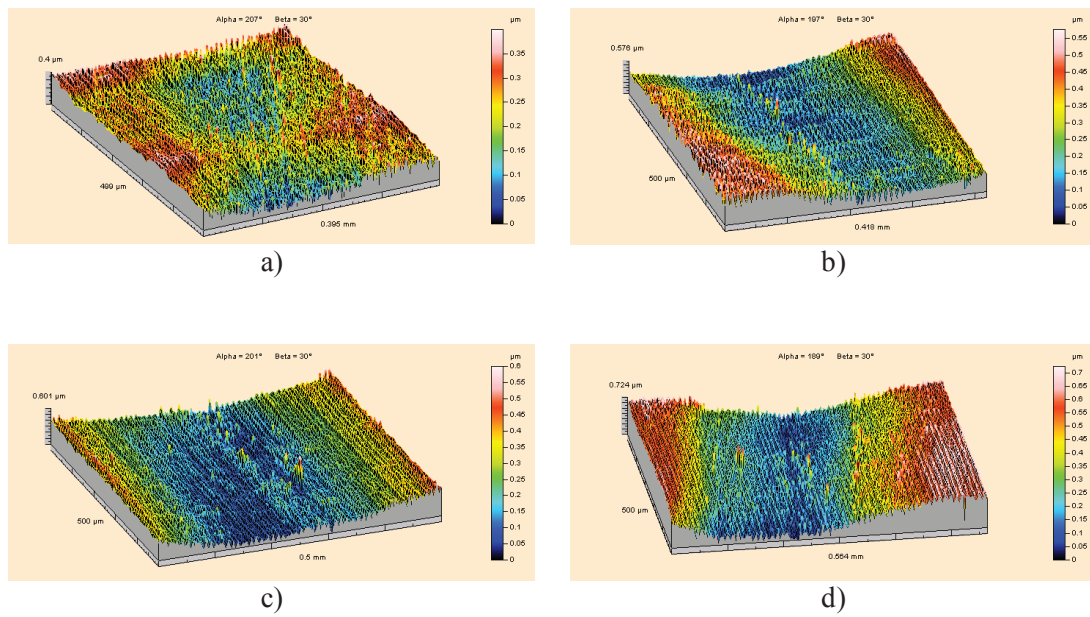 Alpha = 207° Beta = 30°
µm
0.4 µm
0.35
0.3
0.25
0.2
0.15
0.1
0.05
0
499 µm
0.395 mm
a)
Alpha = 197° Beta = 30°
µm
0.576 µm
0.55
0.5
0.45
0.4
0.35
0.3
0.25
0.2
0.15
0.1
0.05
0
500 µm
0.418 mm
b)
Alpha = 201° Beta = 30°
µm
0.601 µm
0.6
0.55
0.5
0.45
0.4
0.35
0.3
0.25
0.2
0.15
0.1
0.05
0
500 µm
0.5 mm
c)
Alpha = 189° Beta = 30°
µm
0.724 µm
0.7
0.65
0.6
0.55
0.5
0.45
0.4
0.35
0.3
0.25
0.2
0.15
0.1
0.05
0
500 µm
0.554 mm
d)